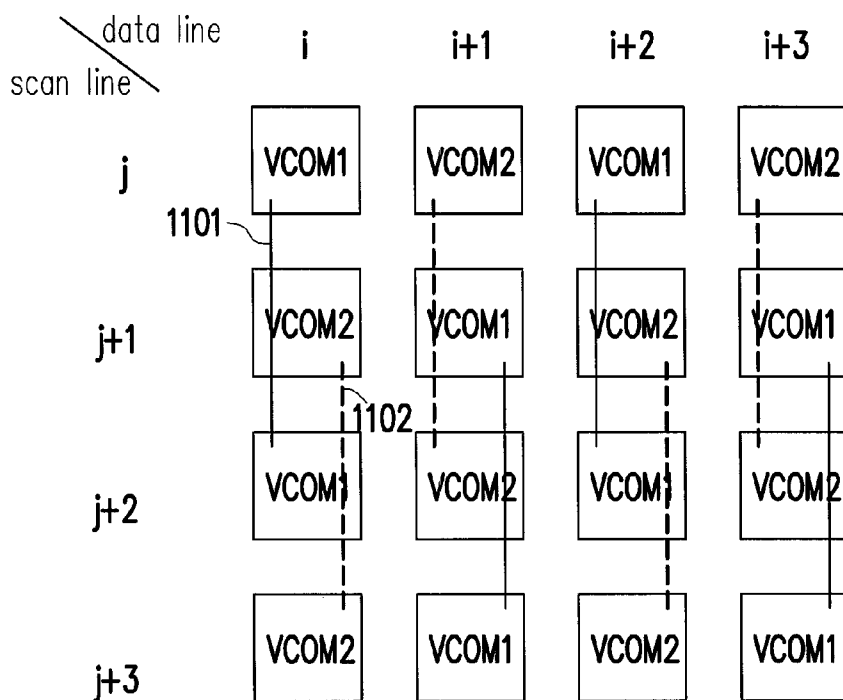 data line
scan line
i i+1 i+2 i+3
j VCOM1 VCOM2 VCOM1 VCOM2
1101
j+1 VCOM2 VCOM1 VCOM2 VCOM1
1102
j+2 VCOM1 VCOM2 VCOM1 VCOM2
j+3 VCOM2 VCOM1 VCOM2 VCOM1